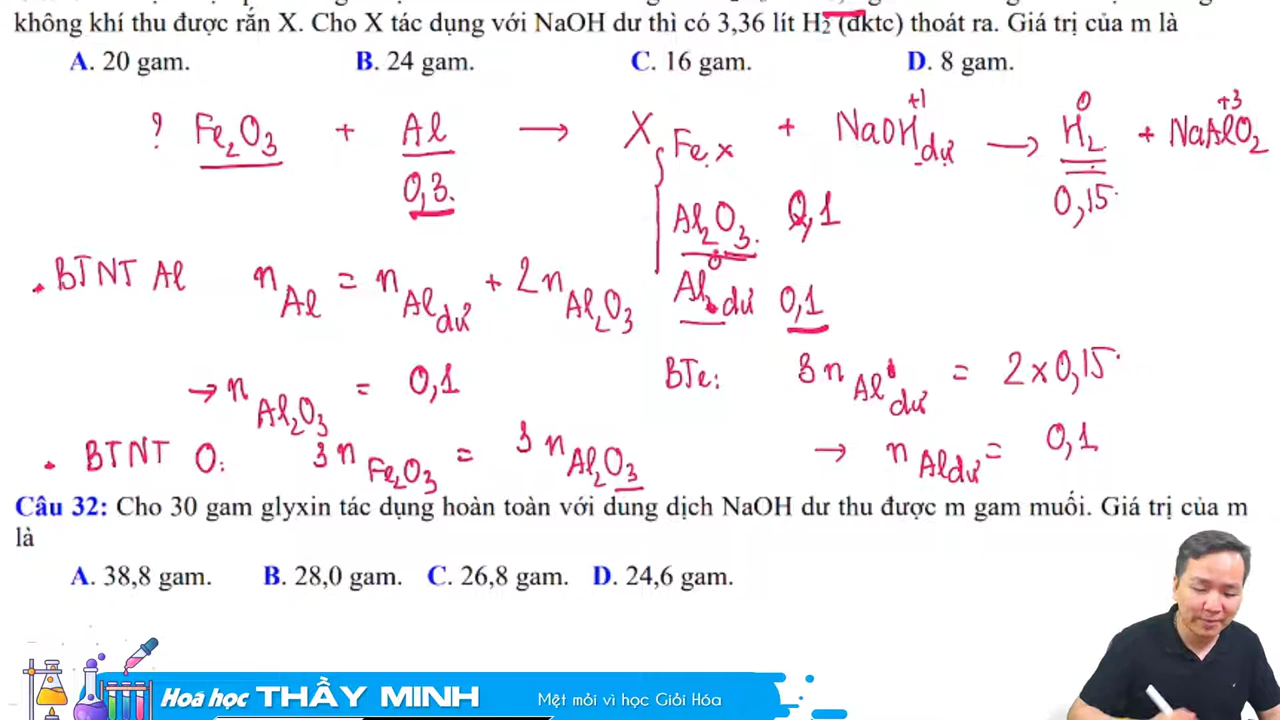 không khí thu được rắn X. Cho X tác dụng với NaOH dư thì có 3,36 lít H2 (đktc) thoát ra. Giá trị của m là
A. 20 gam. B. 24 gam. C. 16 gam. D. 8 gam.
? Fe2O3 + Al → X Fe x + NaOH dư → H2 + NaAlO2
+1 0 +3
0,3. Al2O3. 0,1 0,15
0
. BTNT Al nAl = nAl dư + 2nAl2O3 Al dư 0,1
→ nAl2O3 = 0,1 BTe: 3nAl dư = 2x0,15
. BTNT O: 3nFe2O3 = 3nAl2O3 → nAl dư = 0,1
Câu 32: Cho 30 gam glyxin tác dụng hoàn toàn với dung dịch NaOH dư thu được m gam muối. Giá trị của m
là
A. 38,8 gam. B. 28,0 gam. C. 26,8 gam. D. 24,6 gam.
Hoá học THẦY MINH Mệt mỏi vì học Giỏi Hóa